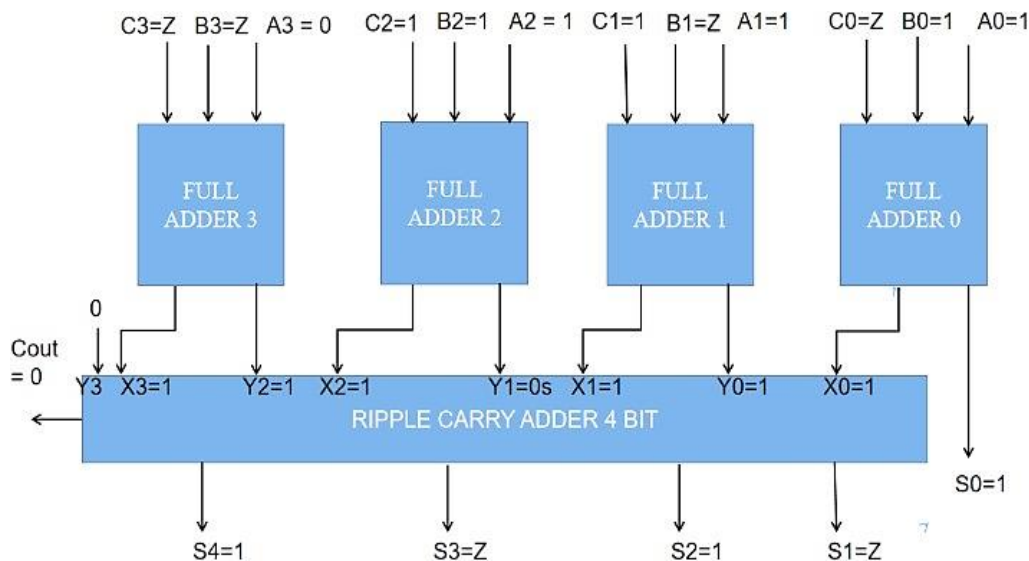 C3=Z B3=Z A3 = 0 C2=1 B2=1 A2 = 1 C1=1 B1=Z A1=1 C0=Z B0=1 A0=1
FULL
ADDER 3
FULL
ADDER 2
FULL
ADDER 1
FULL
ADDER 0
0
Cout
= 0
Y3 X3=1 Y2=1 X2=1 Y1=0s X1=1 Y0=1 X0=1
RIPPLE CARRY ADDER 4 BIT
S0=1
S4=1 S3=Z S2=1 S1=Z